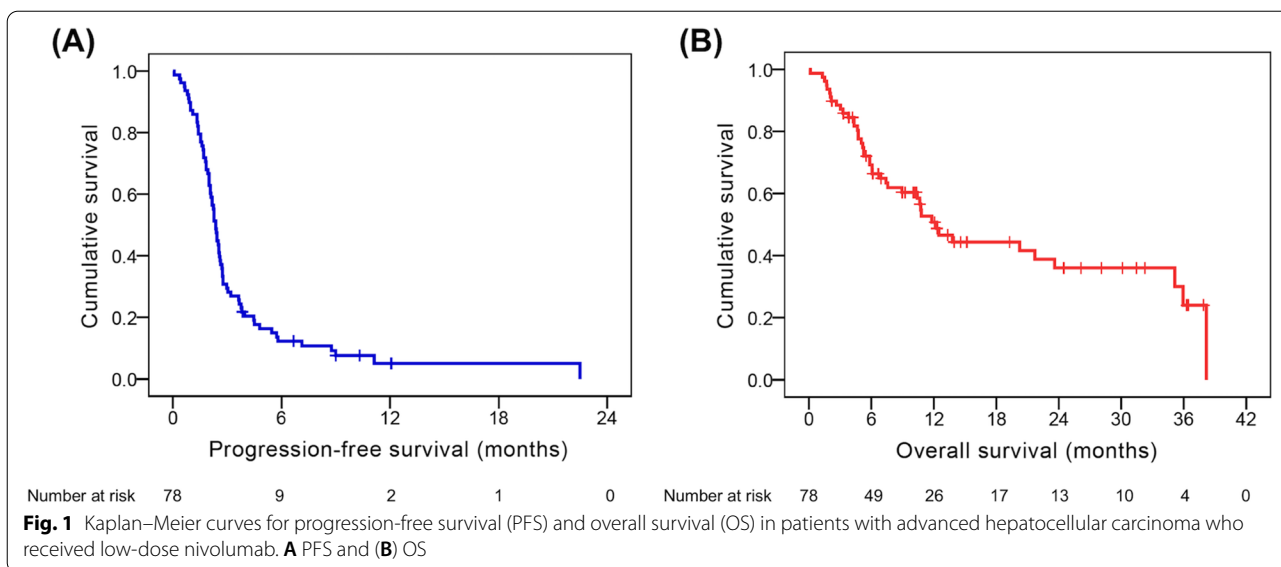 (A)
Cumulative survival
1.0
0.8
0.6
0.4
0.2
0.0
0 6 12 18 24
Progression-free survival (months)
Number at risk 78 9 2 1 0
(B)
Cumulative survival
1.0
0.8
0.6
0.4
0.2
0.0
0 6 12 18 24 30 36 42
Overall survival (months)
Number at risk 78 49 26 17 13 10 4 0
Fig. 1 Kaplan–Meier curves for progression-free survival (PFS) and overall survival (OS) in patients with advanced hepatocellular carcinoma who
received low-dose nivolumab. A PFS and (B) OS